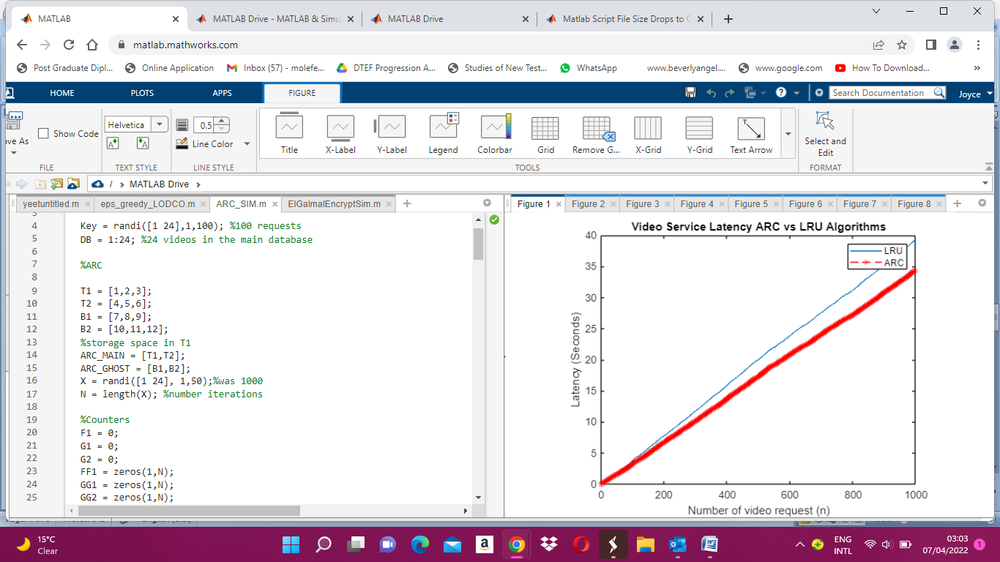 MATLAB
MATLAB Drive - MATLAB & Simu
MATLAB Drive
Matlab Script File Size Drops to
matlab.mathworks.com
Post Graduate Dipl...
Online Application
Inbox (57) - molefe...
DTEF Progression A...
Studies of New Test...
WhatsApp
www.beverlyangel....
www.google.com
How To Download...
»
HOME
PLOTS
APPS
FIGURE
Search Documentation
Joyce
ve As
Show Code
Helvetica
0.5
Line Color
Title
X-Label
Y-Label
Legend
Colorbar
Grid
Remove G...
X-Grid
Y-Grid
Text Arrow
Select and
Edit
FILE
TEXT STYLE
LINE STYLE
TOOLS
FORMAT
/ › MATLAB Drive ›
yeetuntitled.m
eps_greedy_LODCO.m
ARC_SIM.m
ElGalmalEncryptSim.m
4 Key = randi([1 24],1,100); %100 requests
5 DB = 1:24; %24 videos in the main database
6
7 %ARC
8
9 T1 = [1,2,3];
10 T2 = [4,5,6];
11 B1 = [7,8,9];
12 B2 = [10,11,12];
13 %storage space in T1
14 ARC_MAIN = [T1,T2];
15 ARC_GHOST = [B1,B2];
16 X = randi([1 24], 1,50);%was 1000
17 N = length(X); %number iterations
18
19 %Counters
20 F1 = 0;
21 G1 = 0;
22 G2 = 0;
23 FF1 = zeros(1,N);
24 GG1 = zeros(1,N);
25 GG2 = zeros(1,N);
Figure 1
Figure 2
Figure 3
Figure 4
Figure 5
Figure 6
Figure 7
Figure 8
Video Service Latency ARC vs LRU Algorithms
LRU
ARC
Latency (Seconds)
40
35
30
25
20
15
10
5
0
0 200 400 600 800 1000
Number of video request (n)
15°C
Clear
ENG
INTL
03:03
07/04/2022
1